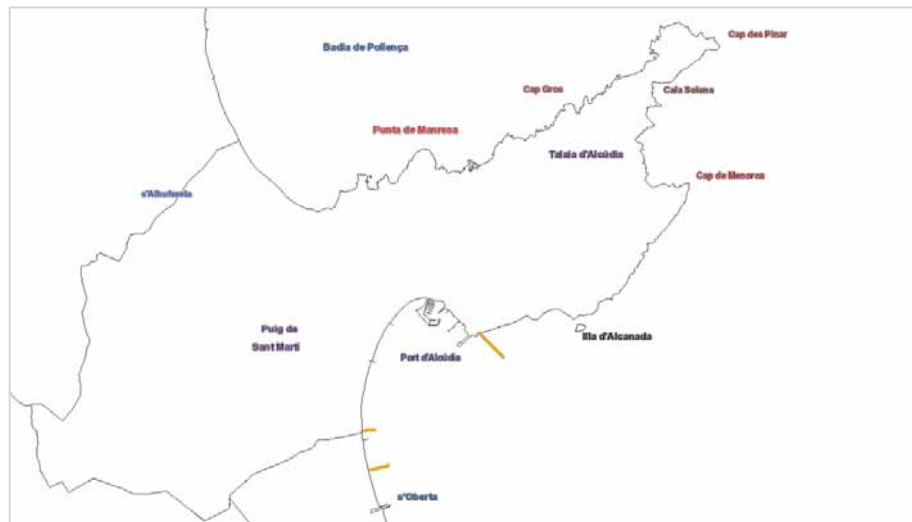 Cap des Pinar
Badia de Pollença
Cap Gros
Cala Solana
Punta de Manresa
Talaia d'Alcúdia
Cap de Menorca
s'Albufereta
Puig de
Sant Martí
Illa d'Alcanada
Port d'Alcúdia
s'Oberta